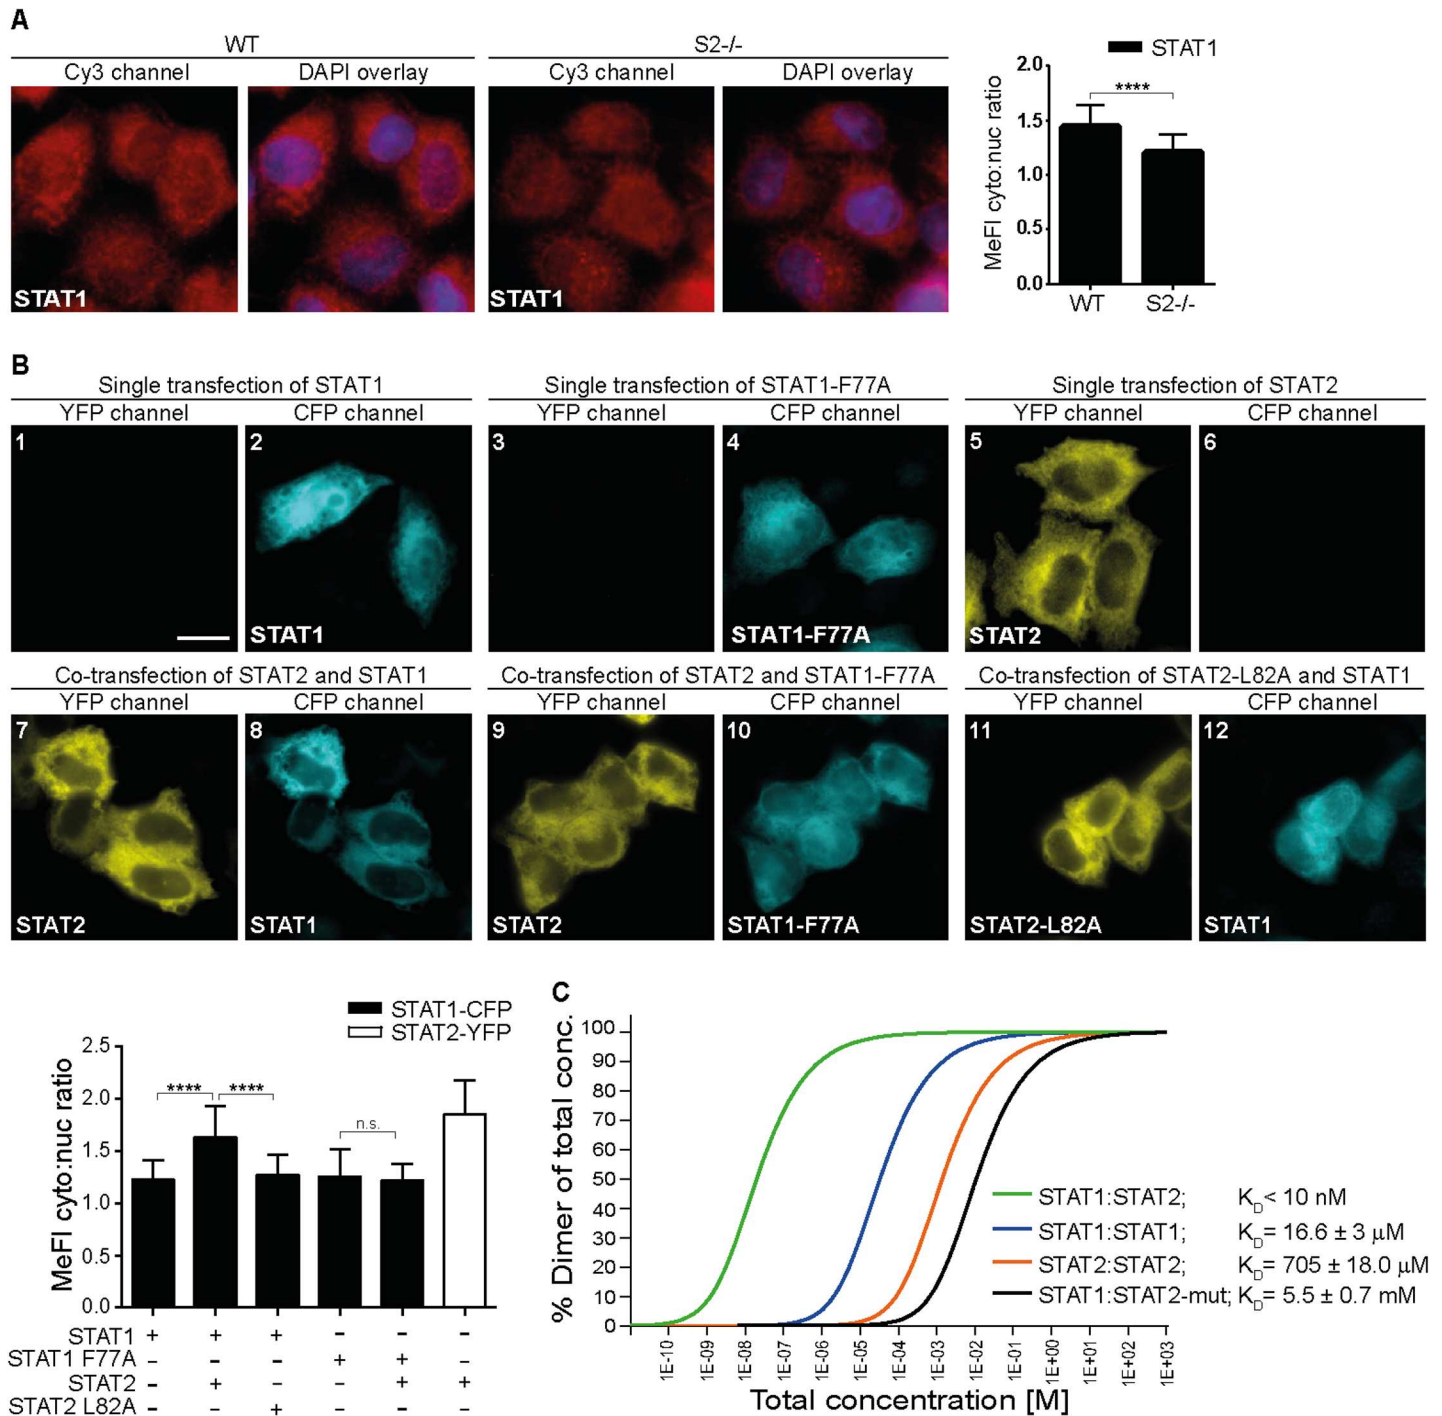 A
WT
S2-/-
Cy3 channel
DAPI overlay
Cy3 channel
DAPI overlay
STAT1
STAT1
STAT1
MeFI cyto:nuc ratio
2.0
1.5
1.0
0.5
0.0
****
WT
S2-/-
B
Single transfection of STAT1
Single transfection of STAT1-F77A
Single transfection of STAT2
YFP channel
CFP channel
YFP channel
CFP channel
YFP channel
CFP channel
1
2
3
4
5
6
STAT1
STAT1-F77A
STAT2
Co-transfection of STAT2 and STAT1
Co-transfection of STAT2 and STAT1-F77A
Co-transfection of STAT2-L82A and STAT1
YFP channel
CFP channel
YFP channel
CFP channel
YFP channel
CFP channel
7
8
9
10
11
12
STAT2
STAT1
STAT2
STAT1-F77A
STAT2-L82A
STAT1
STAT1-CFP
STAT2-YFP
MeFI cyto:nuc ratio
2.5
2.0
1.5
1.0
0.5
0.0
****
****
n.s.
STAT1 + + + - - -
STAT1 F77A - - - + + -
STAT2 - + - - + +
STAT2 L82A - - + - - -
C
% Dimer of total conc.
100
90
80
70
60
50
40
30
20
10
0
STAT1:STAT2; KD< 10 nM
STAT1:STAT1; KD= 16.6 ± 3 µM
STAT2:STAT2; KD= 705 ± 18.0 µM
STAT1:STAT2-mut; KD= 5.5 ± 0.7 mM
1E-10
1E-09
1E-08
1E-07
1E-06
1E-05
1E-04
1E-03
1E-02
1E-01
1E+00
1E+01
1E+02
1E+03
Total concentration [M]